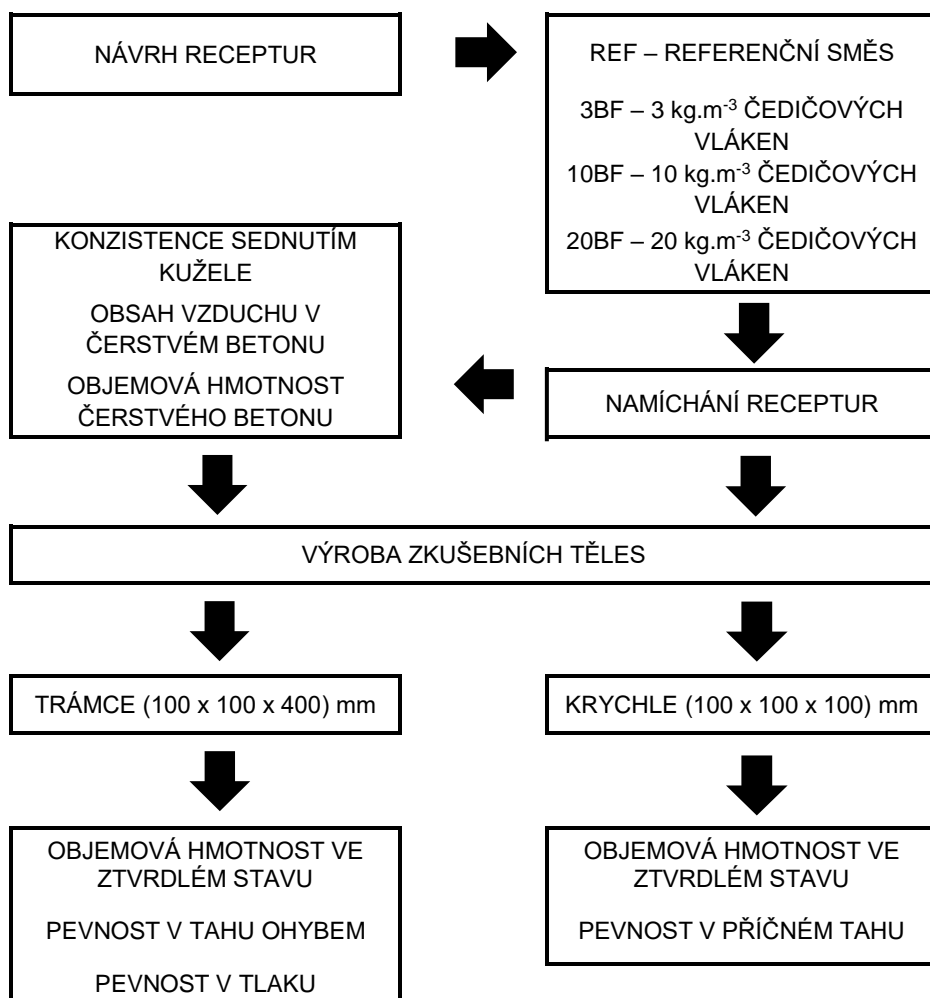 NÁVRH RECEPTUR
REF – REFERENČNÍ SMĚS
3BF – 3 kg.m⁻³ ČEDIČOVÝCH
VLÁKEN
10BF – 10 kg.m⁻³ ČEDIČOVÝCH
VLÁKEN
20BF – 20 kg.m⁻³ ČEDIČOVÝCH
VLÁKEN
KONZISTENCE SEDNUTÍM
KUŽELE
OBSAH VZDUCHU V
ČERSTVÉM BETONU
OBJEMOVÁ HMOTNOST
ČERSTVÉHO BETONU
NAMÍCHÁNÍ RECEPTUR
VÝROBA ZKUŠEBNÍCH TĚLES
TRÁMCE (100 x 100 x 400) mm
KRYCHLE (100 x 100 x 100) mm
OBJEMOVÁ HMOTNOST VE
ZTVRDLÉM STAVU
PEVNOST V TAHU OHYBEM
PEVNOST V TLAKU
OBJEMOVÁ HMOTNOST VE
ZTVRDLÉM STAVU
PEVNOST V PŘÍČNÉM TAHU